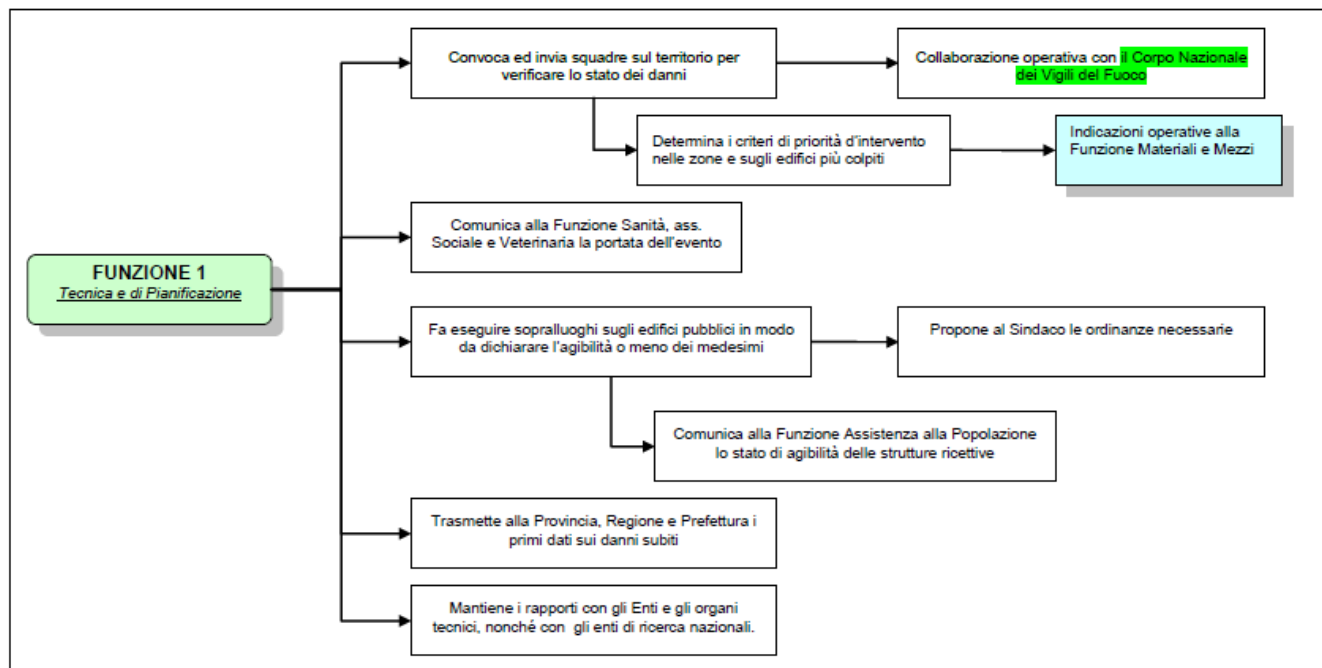 Convoca ed invia squadre sul territorio per
verificare lo stato dei danni
Collaborazione operativa con il Corpo Nazionale
dei Vigili del Fuoco
Determina i criteri di priorità d'intervento
nelle zone e sugli edifici più colpiti
Indicazioni operative alla
Funzione Materiali e Mezzi
Comunica alla Funzione Sanità, ass.
Sociale e Veterinaria la portata dell'evento
FUNZIONE 1
Tecnica e di Pianificazione
Fa eseguire sopralluoghi sugli edifici pubblici in modo
da dichiarare l'agibilità o meno dei medesimi
Propone al Sindaco le ordinanze necessarie
Comunica alla Funzione Assistenza alla Popolazione
lo stato di agibilità delle strutture ricettive
Trasmette alla Provincia, Regione e Prefettura i
primi dati sui danni subiti
Mantiene i rapporti con gli Enti e gli organi
tecnici, nonché con gli enti di ricerca nazionali.